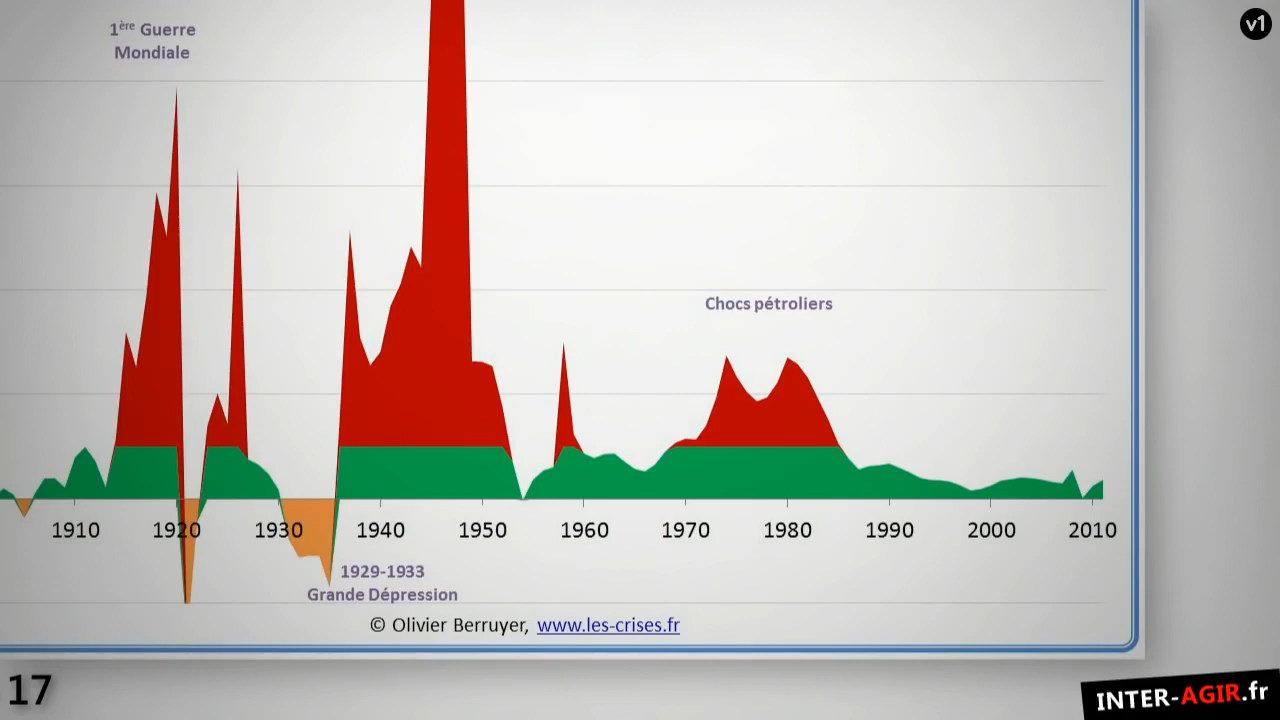 v1
1ère Guerre
Mondiale
Chocs pétroliers
1910 1920 1930 1940 1950 1960 1970 1980 1990 2000 2010
1929-1933
Grande Dépression
© Olivier Berruyer, www.les-crises.fr
17
INTER-AGIR.fr